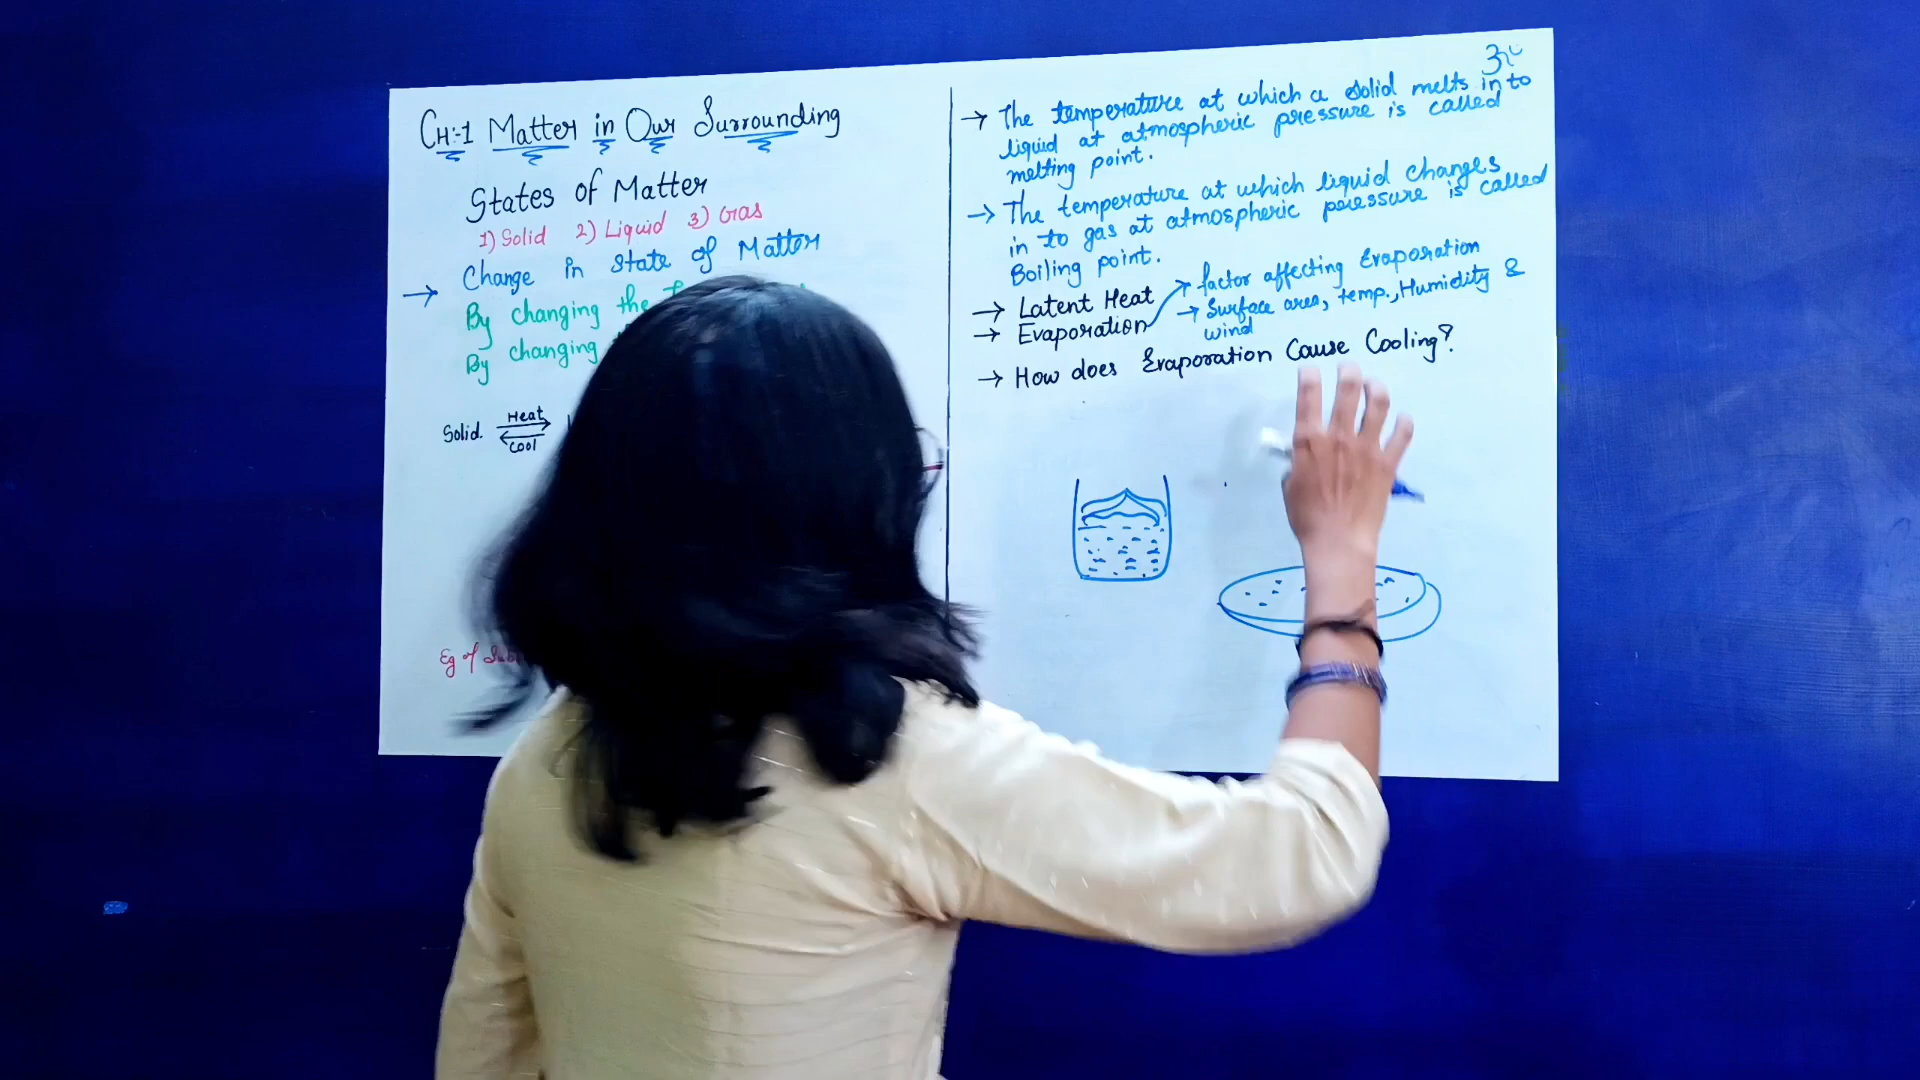 CH:-1 Matter in Our Surrounding
States of Matter
1) Solid 2) Liquid 3) Gas
→ Change in state of Matter
By changing the
By changing
Solid. Heat
Cool
Eg of
→ The temperature at which a solid melts in to
liquid at atmospheric pressure is called
melting point.
→ The temperature at which liquid changes
in to gas at atmospheric pressure is called
Boiling point.
→ Latent Heat
→ Evaporation
→ factor affecting Evaporation
→ Surface area, temp., Humidity &
wind
→ How does Evaporation Cause Cooling?